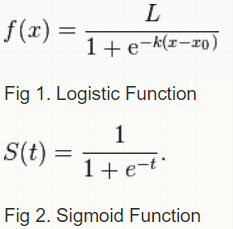 f(x) = L / (1 + e^{-k(x-x0)})
Fig 1. Logistic Function
S(t) = 1 / (1 + e^{-t}).
Fig 2. Sigmoid Function